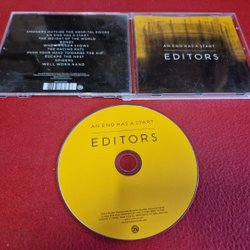 SMOKERS OUTSIDE THE HOSPITAL DOORS
AN END HAS A START
THE WEIGHT OF THE WORLD
BONES
WHEN ANGER SHOWS
THE RACING RATS
PUSH YOUR HEAD TOWARDS THE AIR
ESCAPE THE NEST
SPIDERS
WELL WORN HAND
AN END HAS A START
EDITORS
AN END HAS A START
EDITORS